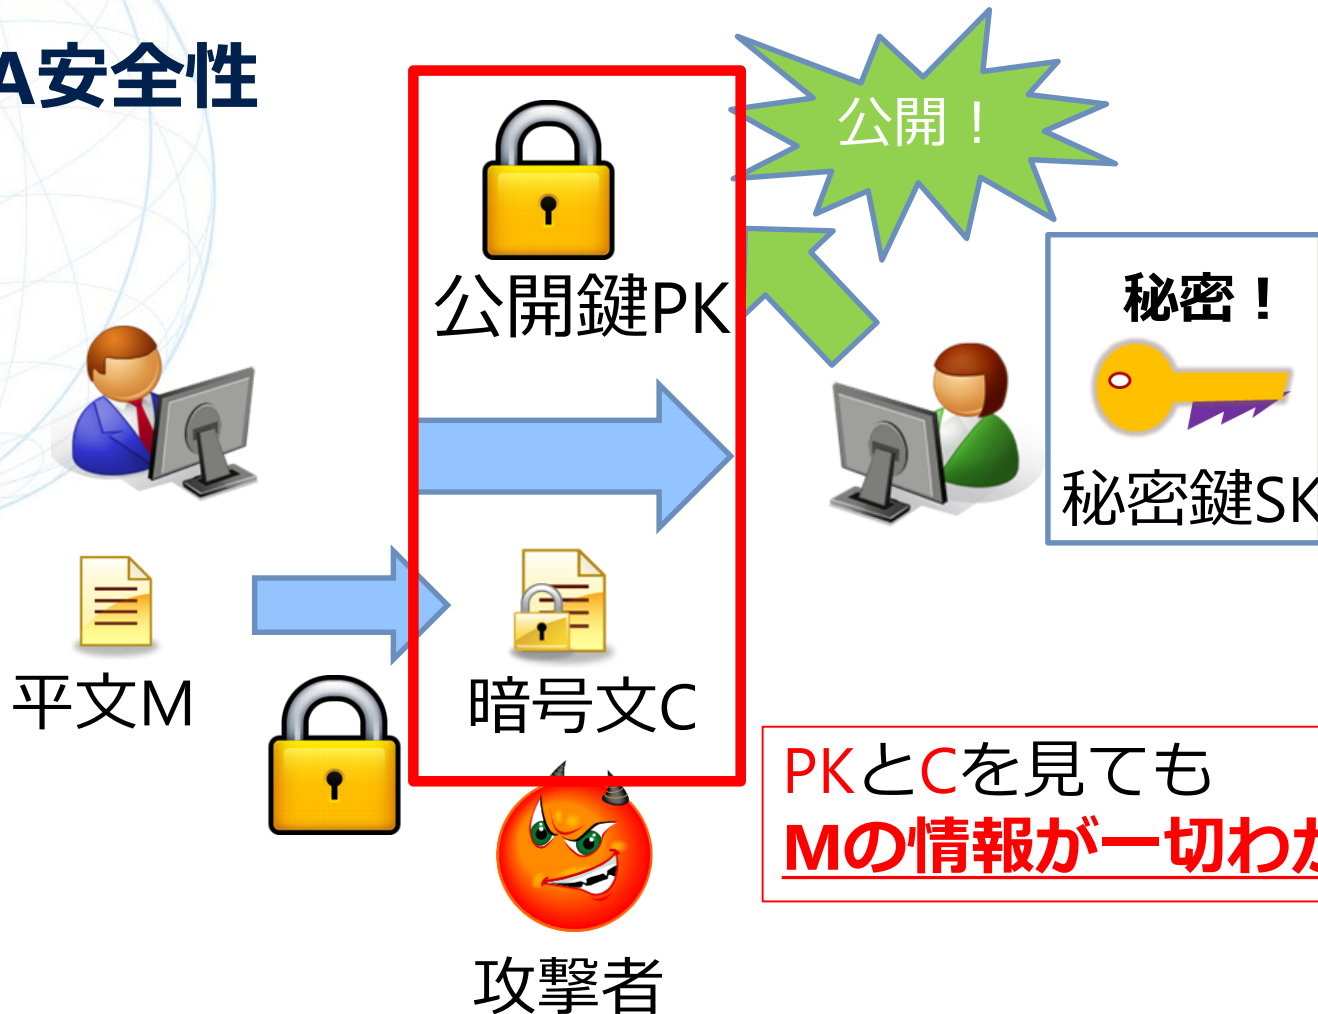 A安全性
公開！
公開鍵PK
秘密！
秘密鍵SK
平文M
暗号文C
PKとCを見ても
Mの情報が一切わ
攻撃者